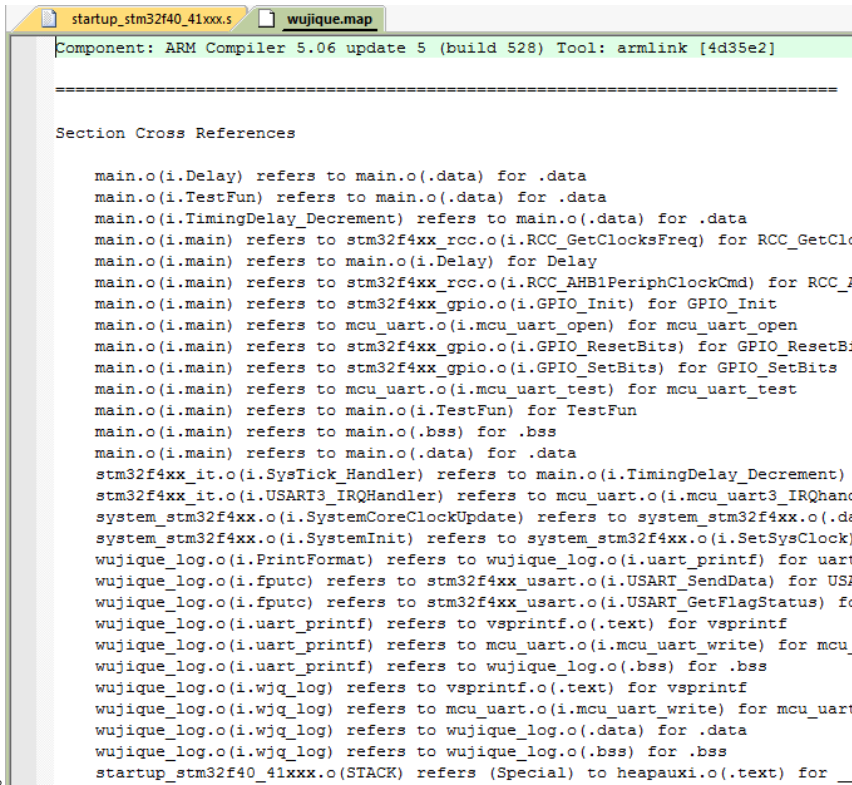 startup_stm32f40_41xxx.s wujique.map
Component: ARM Compiler 5.06 update 5 (build 528) Tool: armlink [4d35e2]
==============================================================================
Section Cross References
main.o(i.Delay) refers to main.o(.data) for .data
main.o(i.TestFun) refers to main.o(.data) for .data
main.o(i.TimingDelay_Decrement) refers to main.o(.data) for .data
main.o(i.main) refers to stm32f4xx_rcc.o(i.RCC_GetClocksFreq) for RCC_GetClo
main.o(i.main) refers to main.o(i.Delay) for Delay
main.o(i.main) refers to stm32f4xx_rcc.o(i.RCC_AHB1PeriphClockCmd) for RCC_A
main.o(i.main) refers to stm32f4xx_gpio.o(i.GPIO_Init) for GPIO_Init
main.o(i.main) refers to mcu_uart.o(i.mcu_uart_open) for mcu_uart_open
main.o(i.main) refers to stm32f4xx_gpio.o(i.GPIO_ResetBits) for GPIO_ResetBi
main.o(i.main) refers to stm32f4xx_gpio.o(i.GPIO_SetBits) for GPIO_SetBits
main.o(i.main) refers to mcu_uart.o(i.mcu_uart_test) for mcu_uart_test
main.o(i.main) refers to main.o(i.TestFun) for TestFun
main.o(i.main) refers to main.o(.bss) for .bss
main.o(i.main) refers to main.o(.data) for .data
stm32f4xx_it.o(i.SysTick_Handler) refers to main.o(i.TimingDelay_Decrement)
stm32f4xx_it.o(i.USART3_IRQHandler) refers to mcu_uart.o(i.mcu_uart3_IRQhand
system_stm32f4xx.o(i.SystemCoreClockUpdate) refers to system_stm32f4xx.o(.da
system_stm32f4xx.o(i.SystemInit) refers to system_stm32f4xx.o(i.SetSysClock)
wujique_log.o(i.PrintFormat) refers to wujique_log.o(i.uart_printf) for uart
wujique_log.o(i.fputc) refers to stm32f4xx_usart.o(i.USART_SendData) for USA
wujique_log.o(i.fputc) refers to stm32f4xx_usart.o(i.USART_GetFlagStatus) fo
wujique_log.o(i.uart_printf) refers to vsprintf.o(.text) for vsprintf
wujique_log.o(i.uart_printf) refers to mcu_uart.o(i.mcu_uart_write) for mcu_
wujique_log.o(i.uart_printf) refers to wujique_log.o(.bss) for .bss
wujique_log.o(i.wjq_log) refers to vsprintf.o(.text) for vsprintf
wujique_log.o(i.wjq_log) refers to mcu_uart.o(i.mcu_uart_write) for mcu_uart
wujique_log.o(i.wjq_log) refers to wujique_log.o(.data) for .data
wujique_log.o(i.wjq_log) refers to wujique_log.o(.bss) for .bss
startup_stm32f40_41xxx.o(STACK) refers (Special) to heapauxi.o(.text) for __